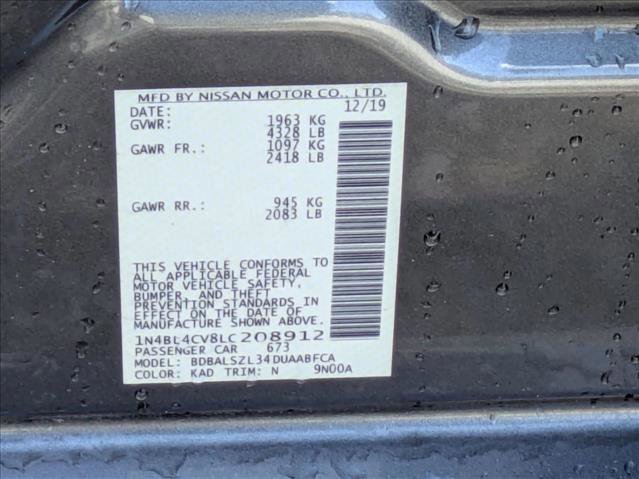 MFD BY NISSAN MOTOR CO., LTD.
DATE: 12/19
GVWR: 1963 KG
4328 LB
GAWR FR.: 1097 KG
2418 LB
GAWR RR.: 945 KG
2083 LB
THIS VEHICLE CONFORMS TO
ALL APPLICABLE FEDERAL
MOTOR VEHICLE SAFETY,
BUMPER, AND THEFT
PREVENTION STANDARDS IN
EFFECT ON THE DATE OF
MANUFACTURE SHOWN ABOVE.
1N4BL4CV8LC208912
PASSENGER CAR 673
MODEL: BDBALSZL34DUAABFCA
COLOR: KAD TRIM: N 9N00A